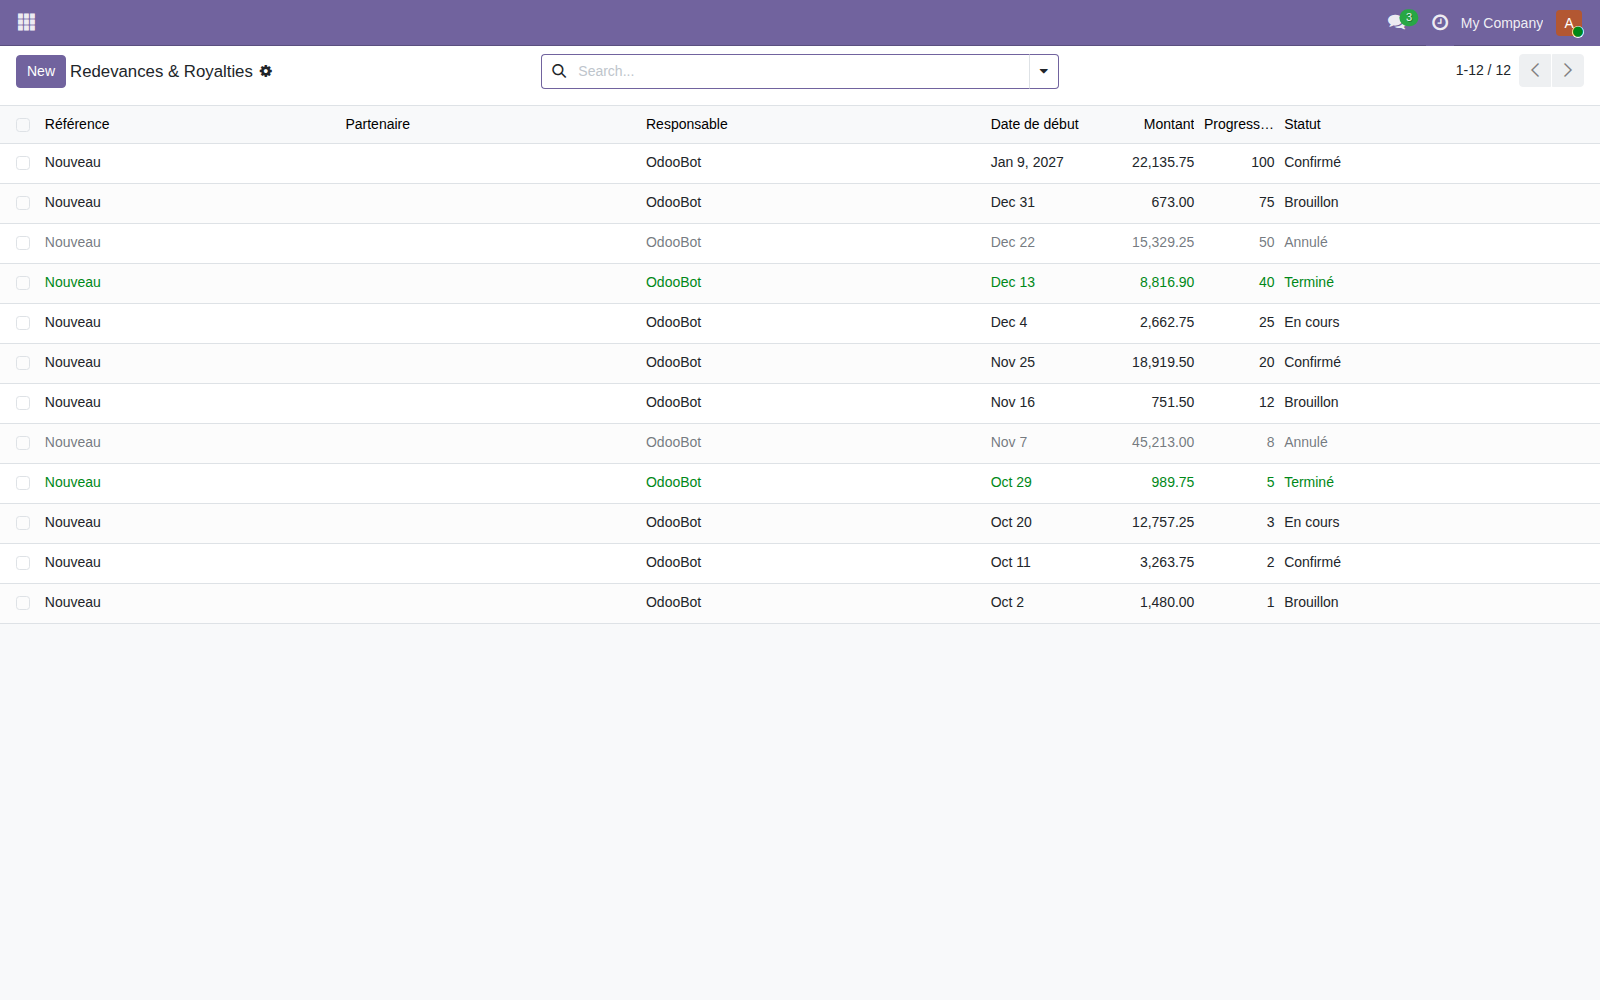 3 My Company A
New Redevances & Royalties Search... 1-12 / 12
Référence Partenaire Responsable Date de début Montant Progress... Statut
Nouveau OdooBot Jan 9, 2027 22,135.75 100 Confirmé
Nouveau OdooBot Dec 31 673.00 75 Brouillon
Nouveau OdooBot Dec 22 15,329.25 50 Annulé
Nouveau OdooBot Dec 13 8,816.90 40 Terminé
Nouveau OdooBot Dec 4 2,662.75 25 En cours
Nouveau OdooBot Nov 25 18,919.50 20 Confirmé
Nouveau OdooBot Nov 16 751.50 12 Brouillon
Nouveau OdooBot Nov 7 45,213.00 8 Annulé
Nouveau OdooBot Oct 29 989.75 5 Terminé
Nouveau OdooBot Oct 20 12,757.25 3 En cours
Nouveau OdooBot Oct 11 3,263.75 2 Confirmé
Nouveau OdooBot Oct 2 1,480.00 1 Brouillon